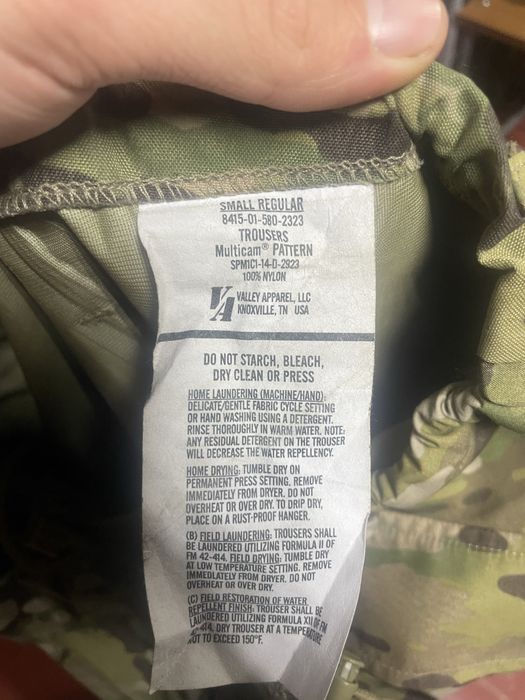 SMALL REGULAR
8415-01-580-2323
TROUSERS
Multicam® PATTERN
SPM1C1-14-D-2923
100% NYLON
VA VALLEY APPAREL, LLC
KNOXVILLE, TN USA
DO NOT STARCH, BLEACH,
DRY CLEAN OR PRESS
HOME LAUNDERING (MACHINE/HAND):
DELICATE/GENTLE FABRIC CYCLE SETTING
OR HAND WASHING USING A DETERGENT.
RINSE THOROUGHLY IN WARM WATER. NOTE:
ANY RESIDUAL DETERGENT ON THE TROUSER
WILL DECREASE THE WATER REPELLENCY.
HOME DRYING: TUMBLE DRY ON
PERMANENT PRESS SETTING. REMOVE
IMMEDIATELY FROM DRYER. DO NOT
OVERHEAT OR OVER DRY. TO DRIP DRY,
PLACE ON A RUST-PROOF HANGER.
(B) FIELD LAUNDERING: TROUSERS SHALL
BE LAUNDERED UTILIZING FORMULA II OF
FM 42-414. FIELD DRYING: TUMBLE DRY
AT LOW TEMPERATURE SETTING. REMOVE
IMMEDIATELY FROM DRYER. DO NOT
OVERHEAT OR OVER DRY.
(C) FIELD RESTORATION OF WATER
REPELLENT FINISH: TROUSER SHALL BE
LAUNDERED UTILIZING FORMULA XII OF FM
42-414. DRY TROUSER AT A TEMPERATURE
NOT TO EXCEED 150°F.